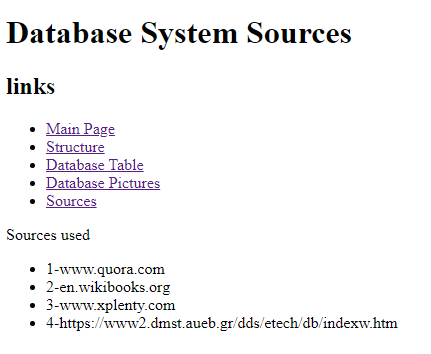 Database System Sources
links
Main Page
Structure
Database Table
Database Pictures
Sources
Sources used
1-www.quora.com
2-en.wikibooks.org
3-www.xplenty.com
4-https://www2.dmst.aueb.gr/dds/etech/db/indexw.htm